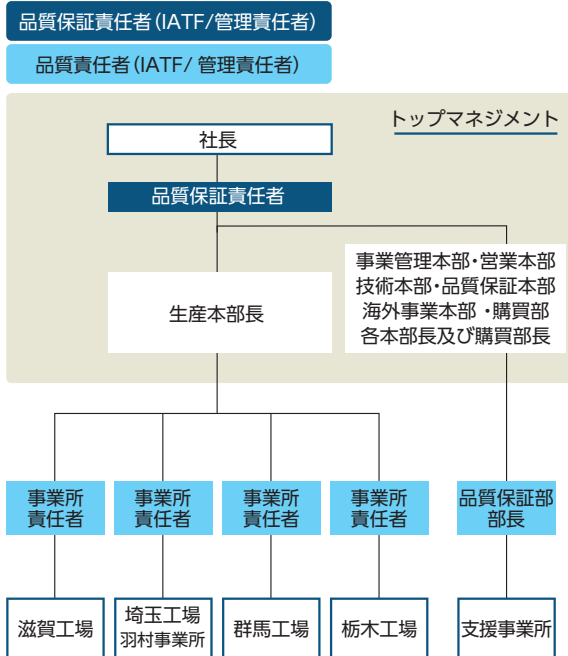 品質保証責任者(IATF/管理責任者)
品質責任者(IATF/ 管理責任者)
トップマネジメント
社長
品質保証責任者
生産本部長
事業管理本部・営業本部
技術本部・品質保証本部
海外事業本部 ・購買部
各本部長及び購買部長
事業所
責任者
事業所
責任者
事業所
責任者
事業所
責任者
品質保証部
部長
滋賀工場
埼玉工場
羽村事業所
群馬工場
栃木工場
支援事業所